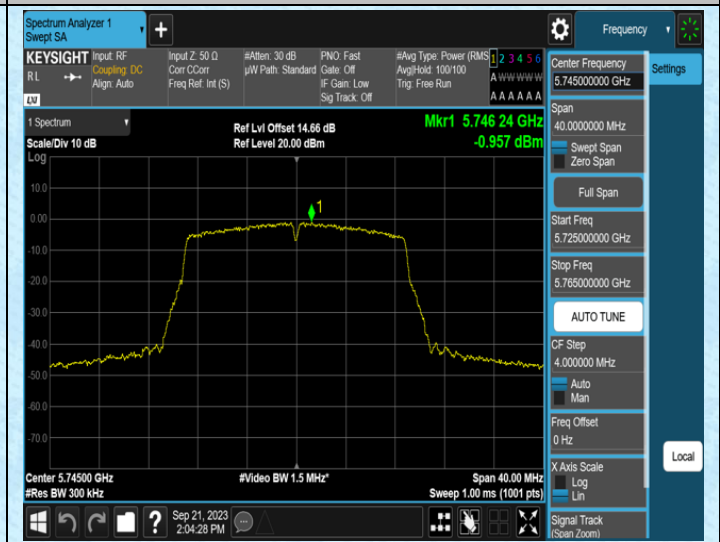 Spectrum Analyzer 1
Swept SA
+
Frequency
KEYSIGHT
RL
LXI
Input: RF
Coupling: DC
Align: Auto
Input Z: 50 Ω
Corr CCorr
Freq Ref: Int (S)
#Atten: 30 dB
µW Path: Standard
PNO: Fast
Gate: Off
IF Gain: Low
Sig Track: Off
#Avg Type: Power (RMS
Avg|Hold: 100/100
Trig: Free Run
1 2 3 4 5 6
A W W W W W
A A A A A A
Center Frequency
5.745000000 GHz
Settings
Span
40.0000000 MHz
Swept Span
Zero Span
Full Span
Start Freq
5.725000000 GHz
Stop Freq
5.765000000 GHz
AUTO TUNE
CF Step
4.000000 MHz
Auto
Man
Freq Offset
0 Hz
X Axis Scale
Log
Lin
Signal Track
(Span Zoom)
Local
1 Spectrum
Scale/Div 10 dB
Log
Ref Lvl Offset 14.66 dB
Ref Level 20.00 dBm
Mkr1 5.746 24 GHz
-0.957 dBm
1
10.0
0.00
-10.0
-20.0
-30.0
-40.0
-50.0
-60.0
-70.0
Center 5.74500 GHz
#Res BW 300 kHz
#Video BW 1.5 MHz*
Span 40.00 MHz
Sweep 1.00 ms (1001 pts)
?
Sep 21, 2023
2:04:28 PM